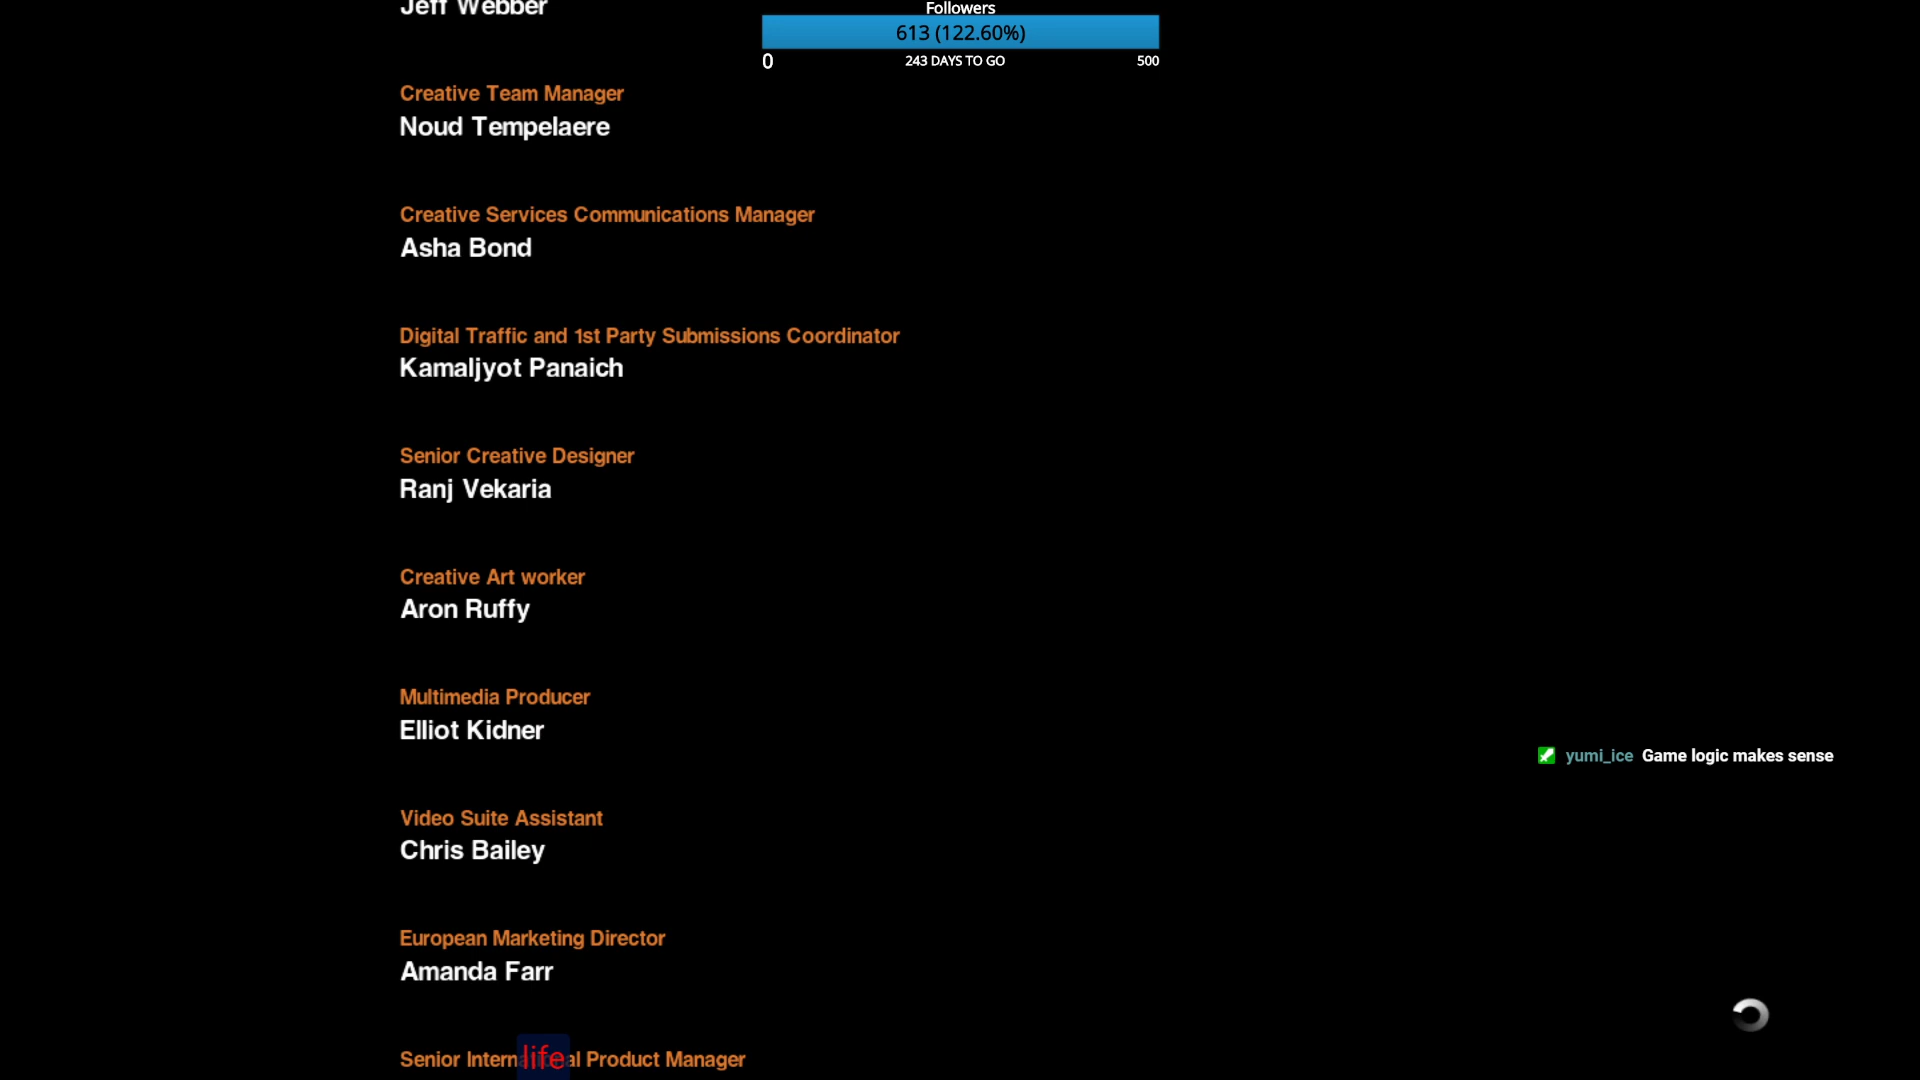 Jeff Webber
Followers
613 (122.60%)
0 243 DAYS TO GO 500
Creative Team Manager
Noud Tempelaere
Creative Services Communications Manager
Asha Bond
Digital Traffic and 1st Party Submissions Coordinator
Kamaljyot Panaich
Senior Creative Designer
Ranj Vekaria
Creative Art worker
Aron Ruffy
Multimedia Producer
Elliot Kidner
yumi_ice Game logic makes sense
Video Suite Assistant
Chris Bailey
European Marketing Director
Amanda Farr
Senior Product Manager
life